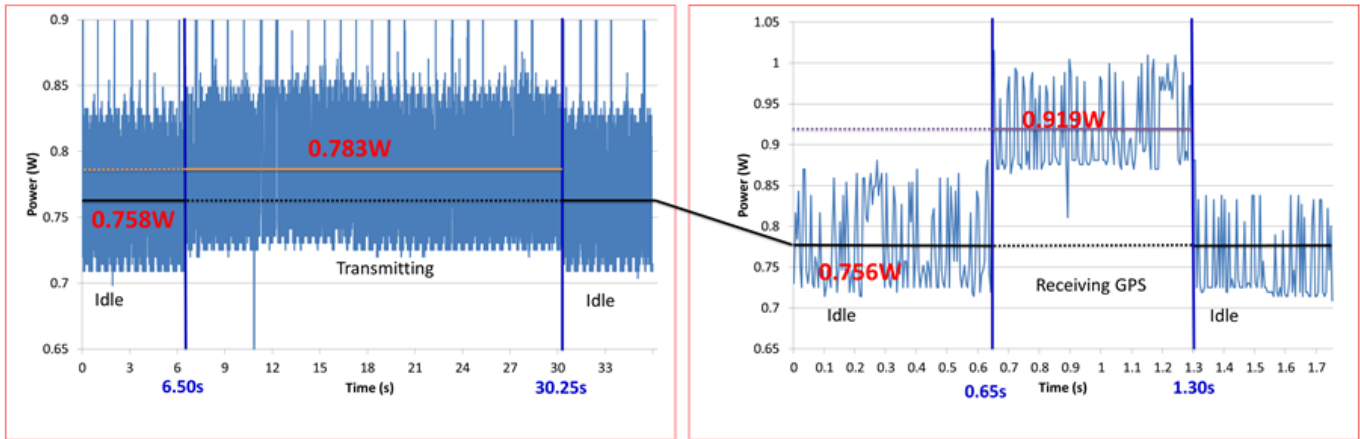 0.9
0.85
0.8
0.75
0.7
0.65
Power (W)
0.783W
0.758W
Transmitting
Idle
Idle
0 3 6 9 12 15 18 21 24 27 30 33
Time (s)
6.50s
30.25s
1.05
1
0.95
0.9
0.85
0.8
0.75
0.7
0.65
Power (W)
0.919W
0.756W
Receiving GPS
Idle
Idle
0 0.1 0.2 0.3 0.4 0.5 0.6 0.7 0.8 0.9 1 1.1 1.2 1.3 1.4 1.5 1.6 1.7
Time (s)
0.65s
1.30s